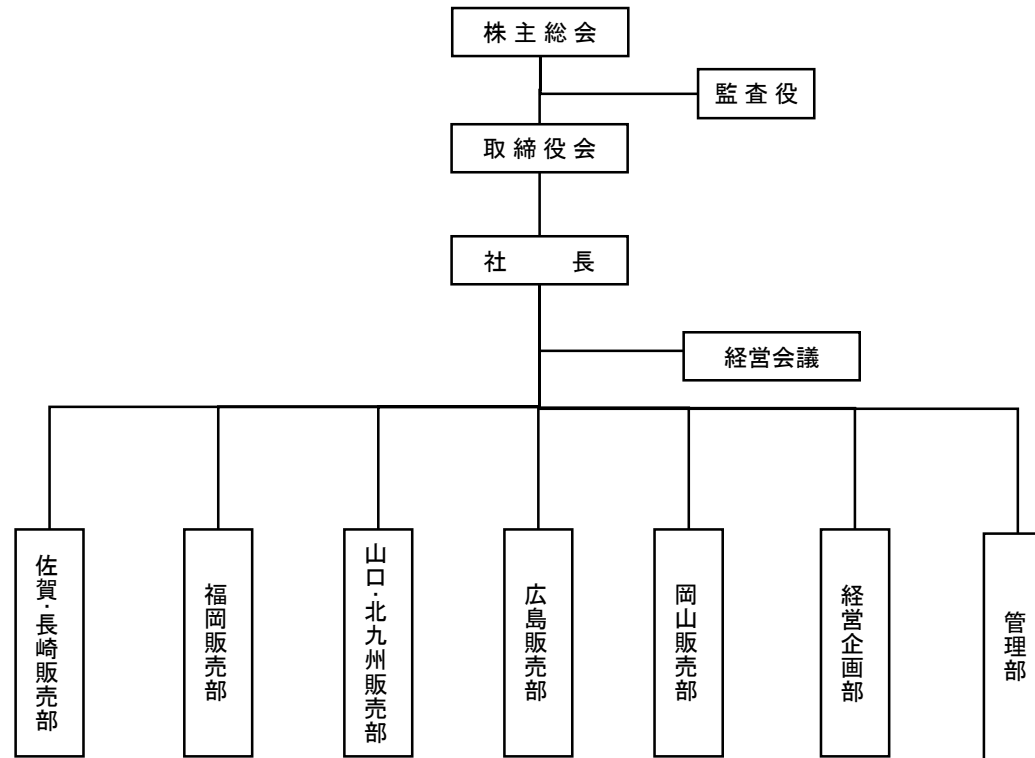 株主総会
監査役
取締役会
社　　長
経営会議
佐賀・長崎販売部
福岡販売部
山口・北九州販売部
広島販売部
岡山販売部
経営企画部
管理部